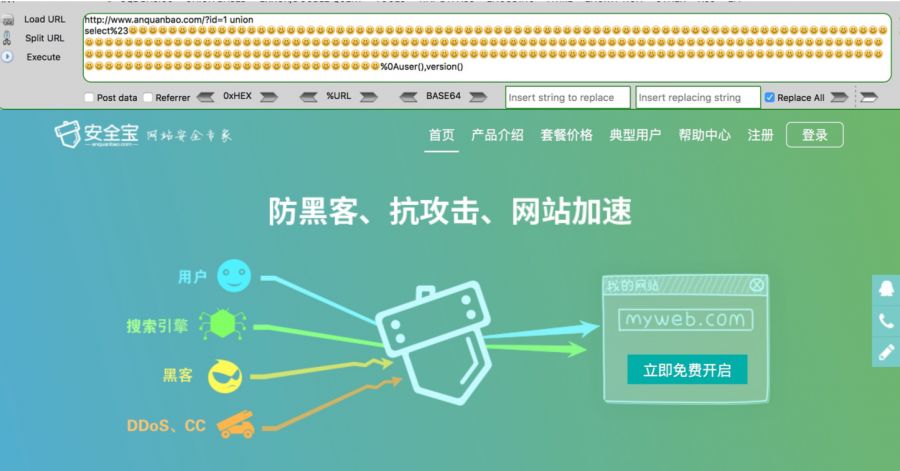 Load URL
Split URL
Execute
http://www.anquanbao.com/?id=1 union
select%23
%0Auser(),version()
Post data
Referrer
0xHEX
%URL
BASE64
Insert string to replace
Insert replacing string
Replace All
安全宝
anquanbao.com
网站安全专家
首页
产品介绍
套餐价格
典型用户
帮助中心
注册
登录
防黑客、抗攻击、网站加速
用户
搜索引擎
黑客
DDoS、CC
我的网站
myweb.com
立即免费开启